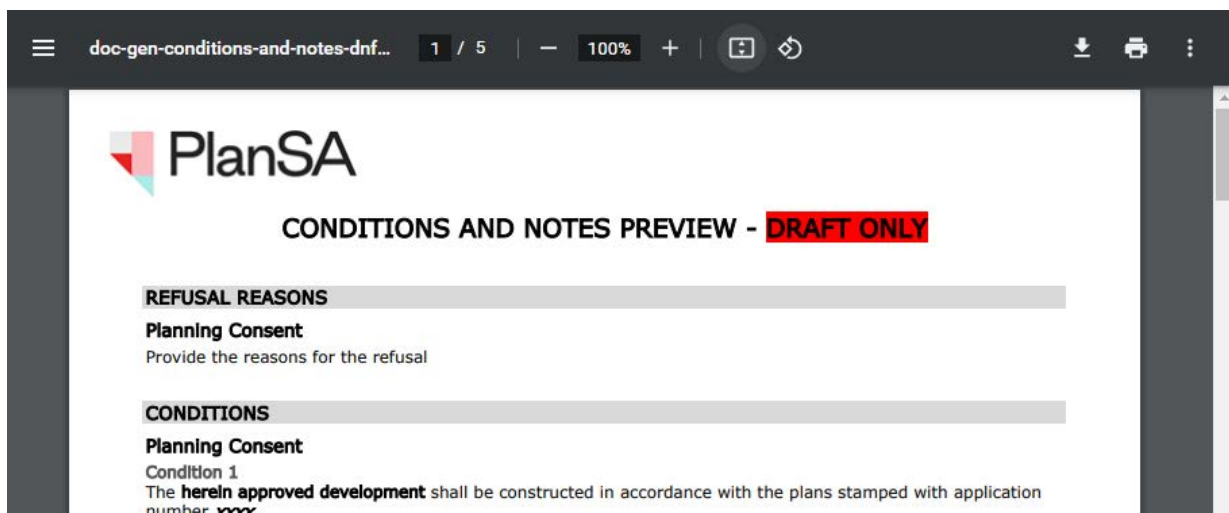 doc-gen-conditions-and-notes-dnf... 1 / 5 100%
PlanSA
CONDITIONS AND NOTES PREVIEW - DRAFT ONLY
REFUSAL REASONS
Planning Consent
Provide the reasons for the refusal
CONDITIONS
Planning Consent
Condition 1
The herein approved development shall be constructed in accordance with the plans stamped with application
number xxxx